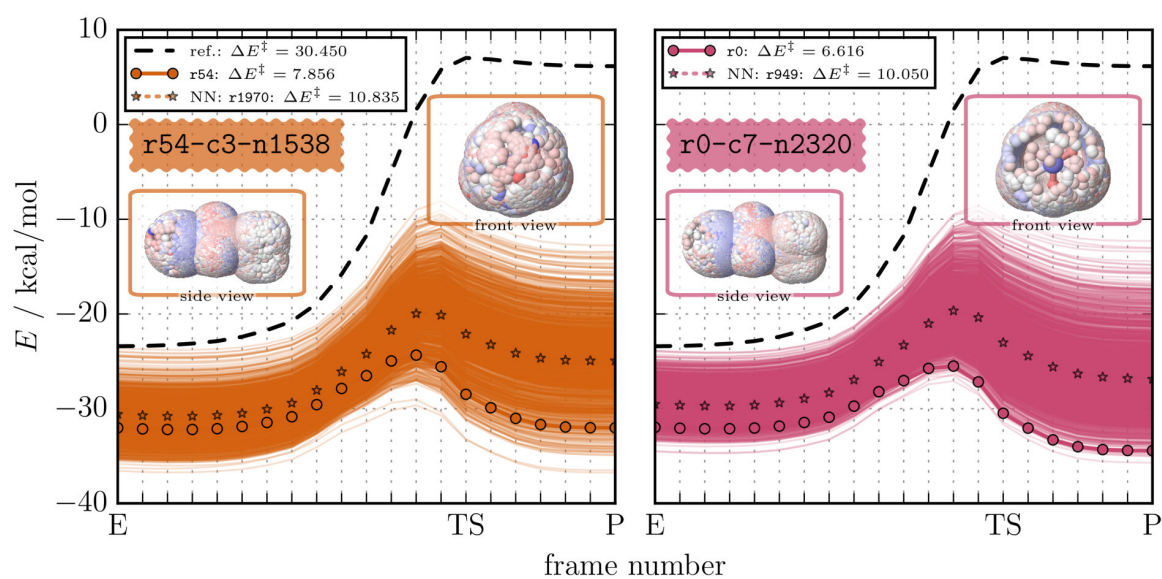 10
0
−10
−20
−30
−40
E / kcal/mol
ref.: ΔE‡ = 30.450
r54: ΔE‡ = 7.856
NN: r1970: ΔE‡ = 10.835
r54-c3-n1538
front view
side view
E
TS
P
r0: ΔE‡ = 6.616
NN: r949: ΔE‡ = 10.050
r0-c7-n2320
front view
side view
E
TS
P
frame number